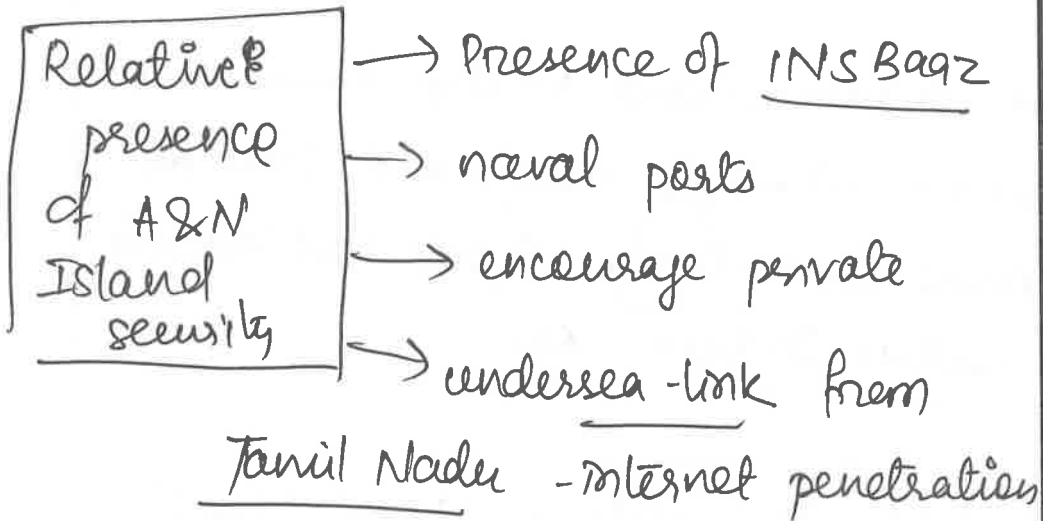 Relative
presence
of A&N
Island
security
→ Presence of INS Baaz
→ naval ports
→ encourage private
→ undersea-link from
Tamil Nadu - internet penetration